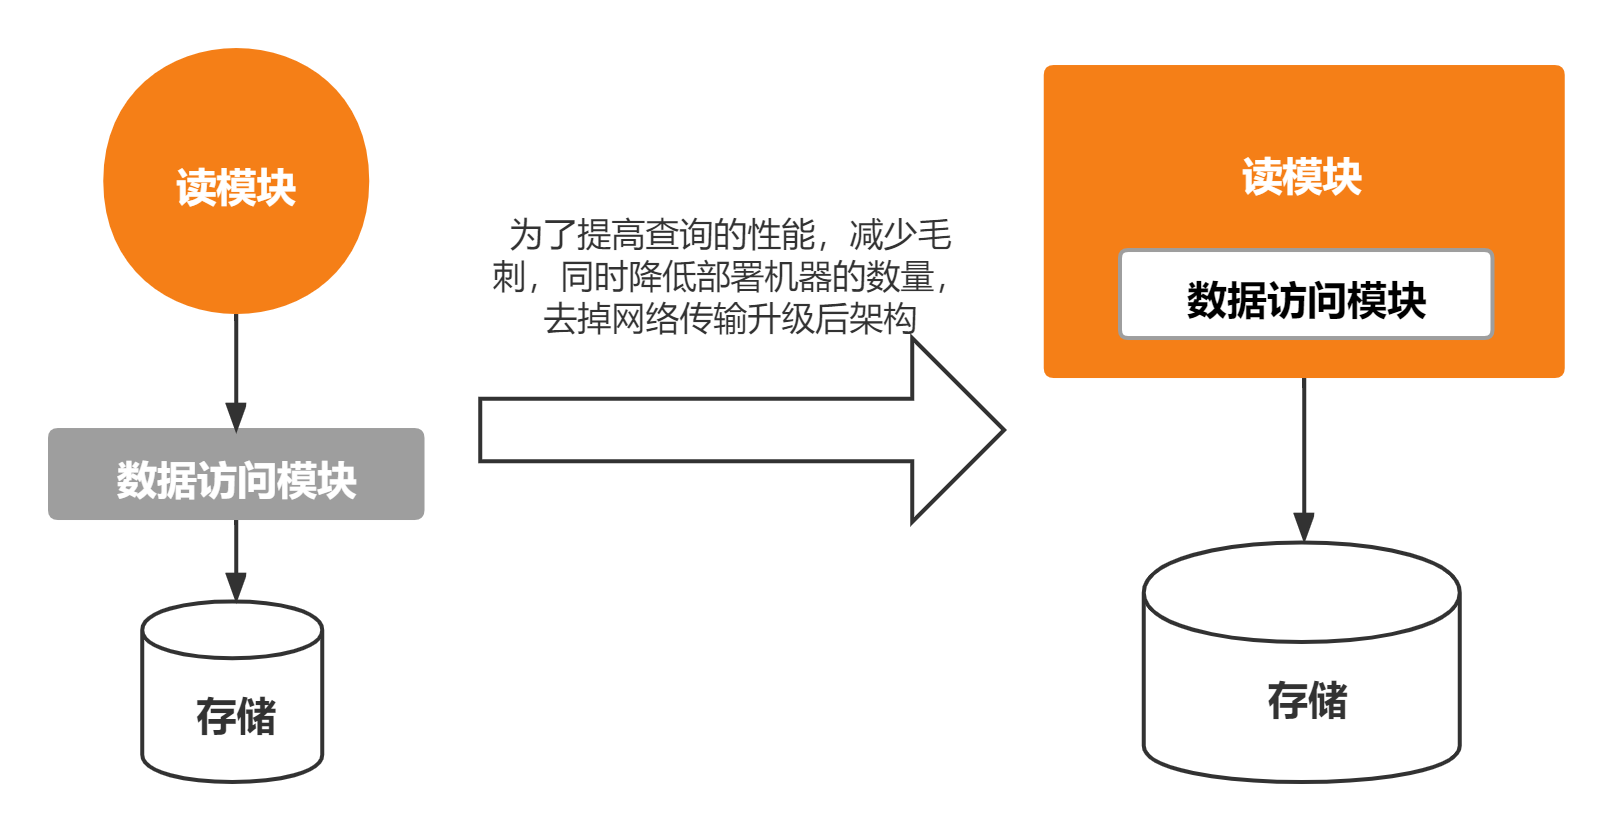 读模块
数据访问模块
存储
为了提高查询的性能，减少毛
刺，同时降低部署机器的数量，
去掉网络传输升级后架构
读模块
数据访问模块
存储